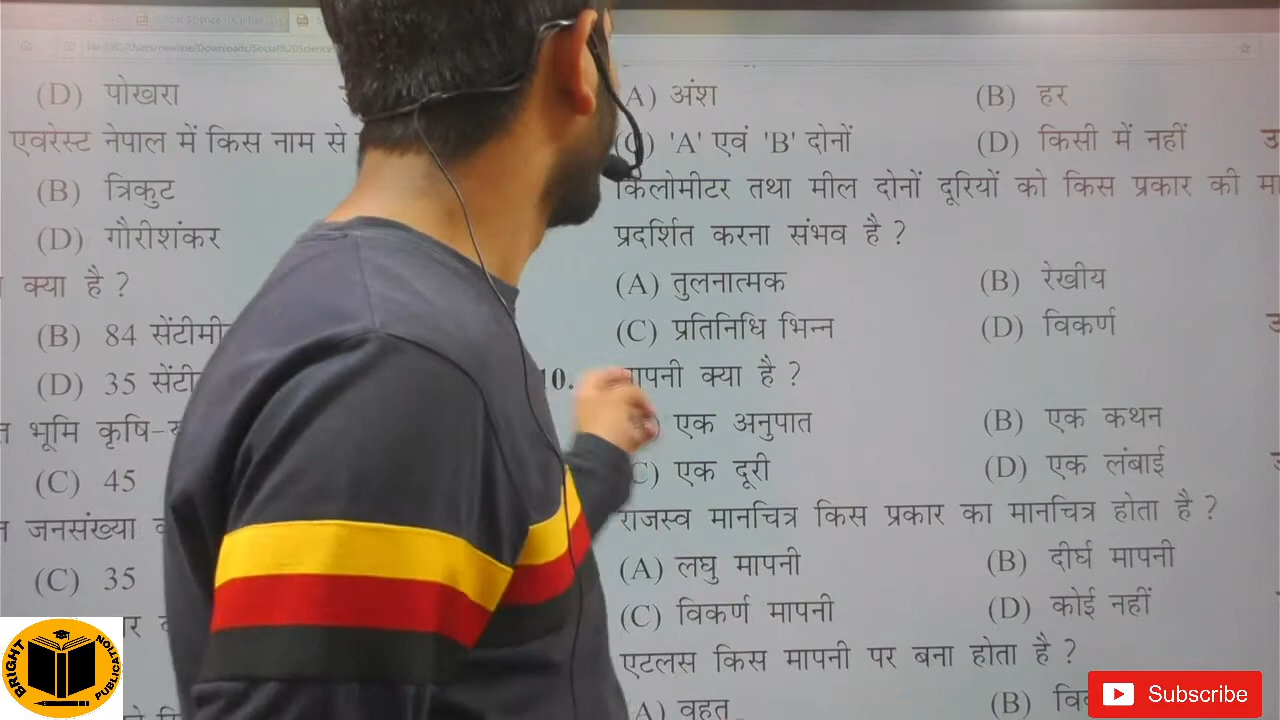 (D) पोखरा
एवरेस्ट नेपाल में किस नाम से
(B) त्रिकुट
(D) गौरीशंकर
क्या है ?
(B) 84 सेंटीमी
(D) 35 सेंटी
भूमि कृषि-
(C) 45
जनसंख्या
(C) 35
A) अंश (B) हर
(C) 'A' एवं 'B' दोनों (D) किसी में नहीं
किलोमीटर तथा मील दोनों दूरियों को किस प्रकार की
प्रदर्शित करना संभव है ?
(A) तुलनात्मक (B) रेखीय
(C) प्रतिनिधि भिन्न (D) विकर्ण
10. मापनी क्या है ?
एक अनुपात (B) एक कथन
C) एक दूरी (D) एक लंबाई
राजस्व मानचित्र किस प्रकार का मानचित्र होता है ?
(A) लघु मापनी (B) दीर्घ मापनी
(C) विकर्ण मापनी (D) कोई नहीं
एटलस किस मापनी पर बना होता है ?
A) वृहत् (B)
BRIGHT PUBLICATION
Subscribe